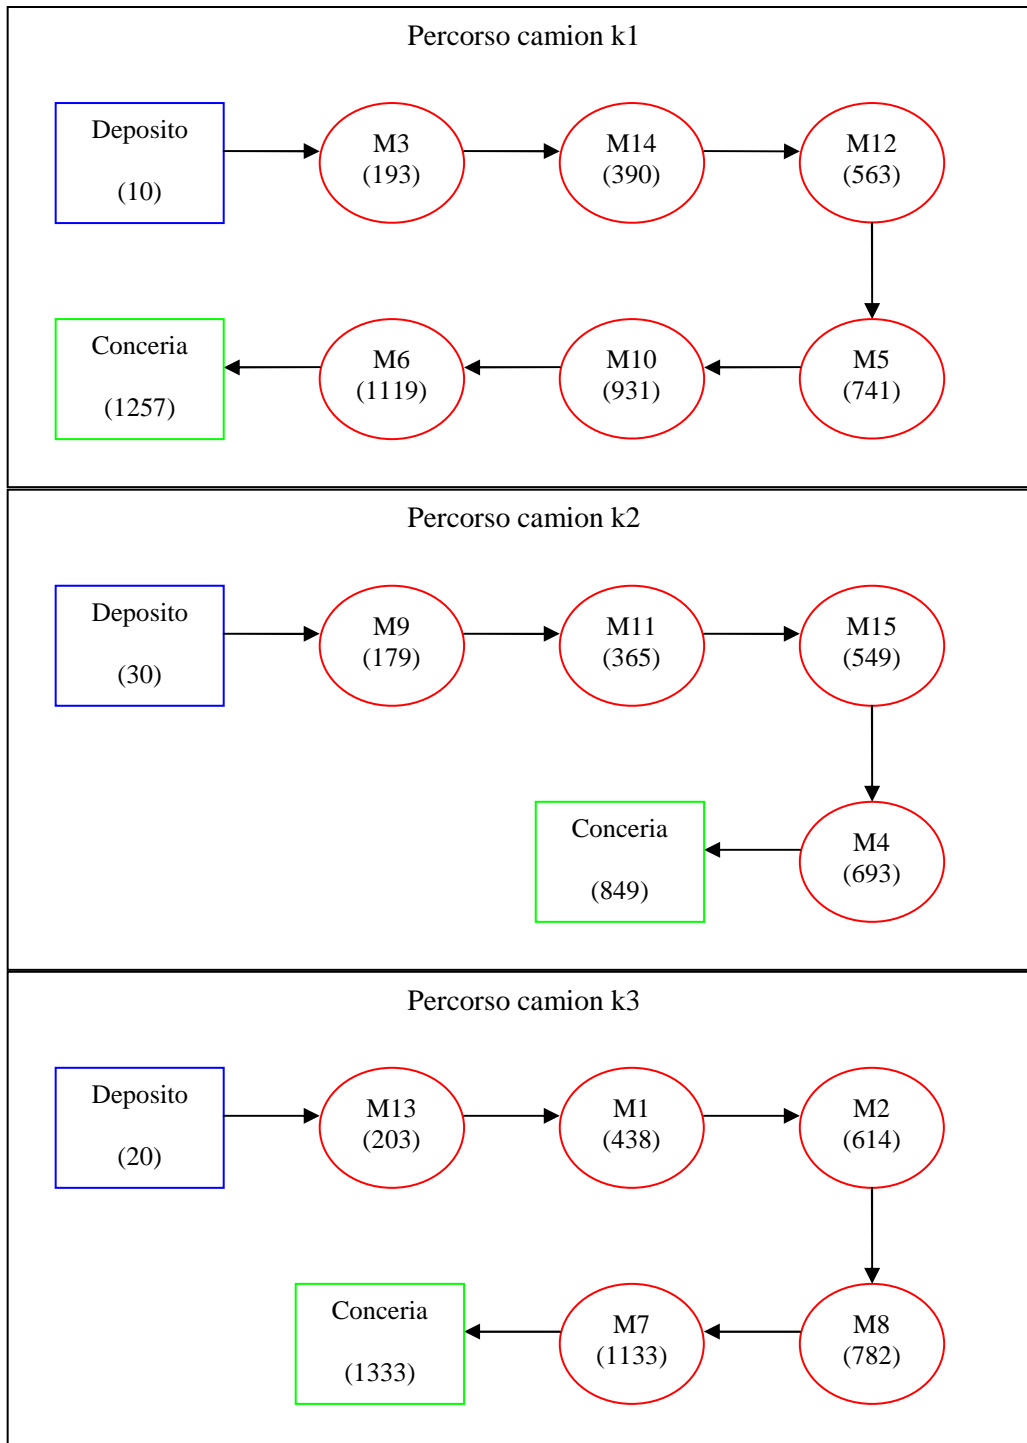 Percorso camion k1
Deposito
(10)
M3
(193)
M14
(390)
M12
(563)
Conceria
(1257)
M6
(1119)
M10
(931)
M5
(741)
Percorso camion k2
Deposito
(30)
M9
(179)
M11
(365)
M15
(549)
Conceria
(849)
M4
(693)
Percorso camion k3
Deposito
(20)
M13
(203)
M1
(438)
M2
(614)
Conceria
(1333)
M7
(1133)
M8
(782)